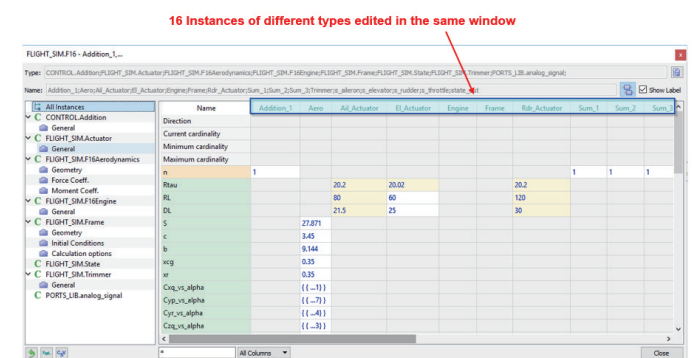 16 Instances of different types edited in the same window
FLIGHT_SIM.F16 - Addition_1,...
x
Type: CONTROL.Addition;FLIGHT_SIM.Actuator;FLIGHT_SIM.F16Aerodynamics;FLIGHT_SIM.F16Engine;FLIGHT_SIM.Frame;FLIGHT_SIM.State;FLIGHT_SIM.Trimmer;PORTS_LIB.analog_signal;
Name: Addition_1;Aero;Ail_Actuator;El_Actuator;Engine;Frame;Rdr_Actuator;Sum_1;Sum_2;Sum_3;Trimmer;s_aileron;s_elevator;s_rudder;s_throttle;state_out Show Label
All Instances
C CONTROL.Addition
General
C FLIGHT_SIM.Actuator
General
C FLIGHT_SIM.F16Aerodynamics
Geometry
Force Coeff.
Moment Coeff.
C FLIGHT_SIM.F16Engine
General
C FLIGHT_SIM.Frame
Geometry
Initial Conditions
Calculation options
C FLIGHT_SIM.State
C FLIGHT_SIM.Trimmer
General
C PORTS_LIB.analog_signal
Name Addition_1 Aero Ail_Actuator El_Actuator Engine Frame Rdr_Actuator Sum_1 Sum_2 Sum_3
Direction
Current cardinality
Minimum cardinality
Maximum cardinality
n 1 1 1 1
Rtau 20.2 20.02 20.2
RL 80 60 120
DL 21.5 25 30
S 27.871
c 3.45
b 9.144
xcg 0.35
xr 0.35
Cxq_vs_alpha { { ...1} }
Cyp_vs_alpha { { ...7} }
Cyr_vs_alpha { { ...4} }
Czq_vs_alpha { { ...3} }
* All Columns Close